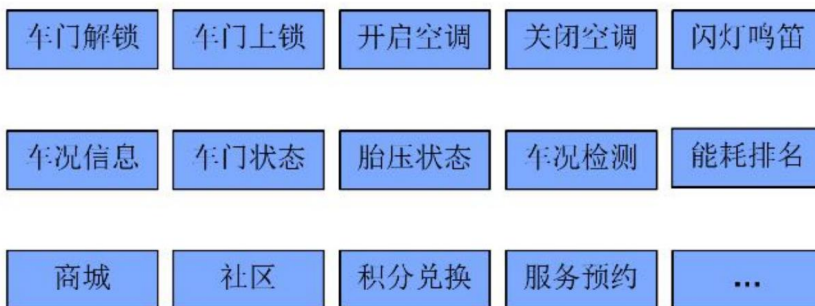 车门解锁 车门上锁 开启空调 关闭空调 闪灯鸣笛
车况信息 车门状态 胎压状态 车况检测 能耗排名
商城 社区 积分兑换 服务预约 ...